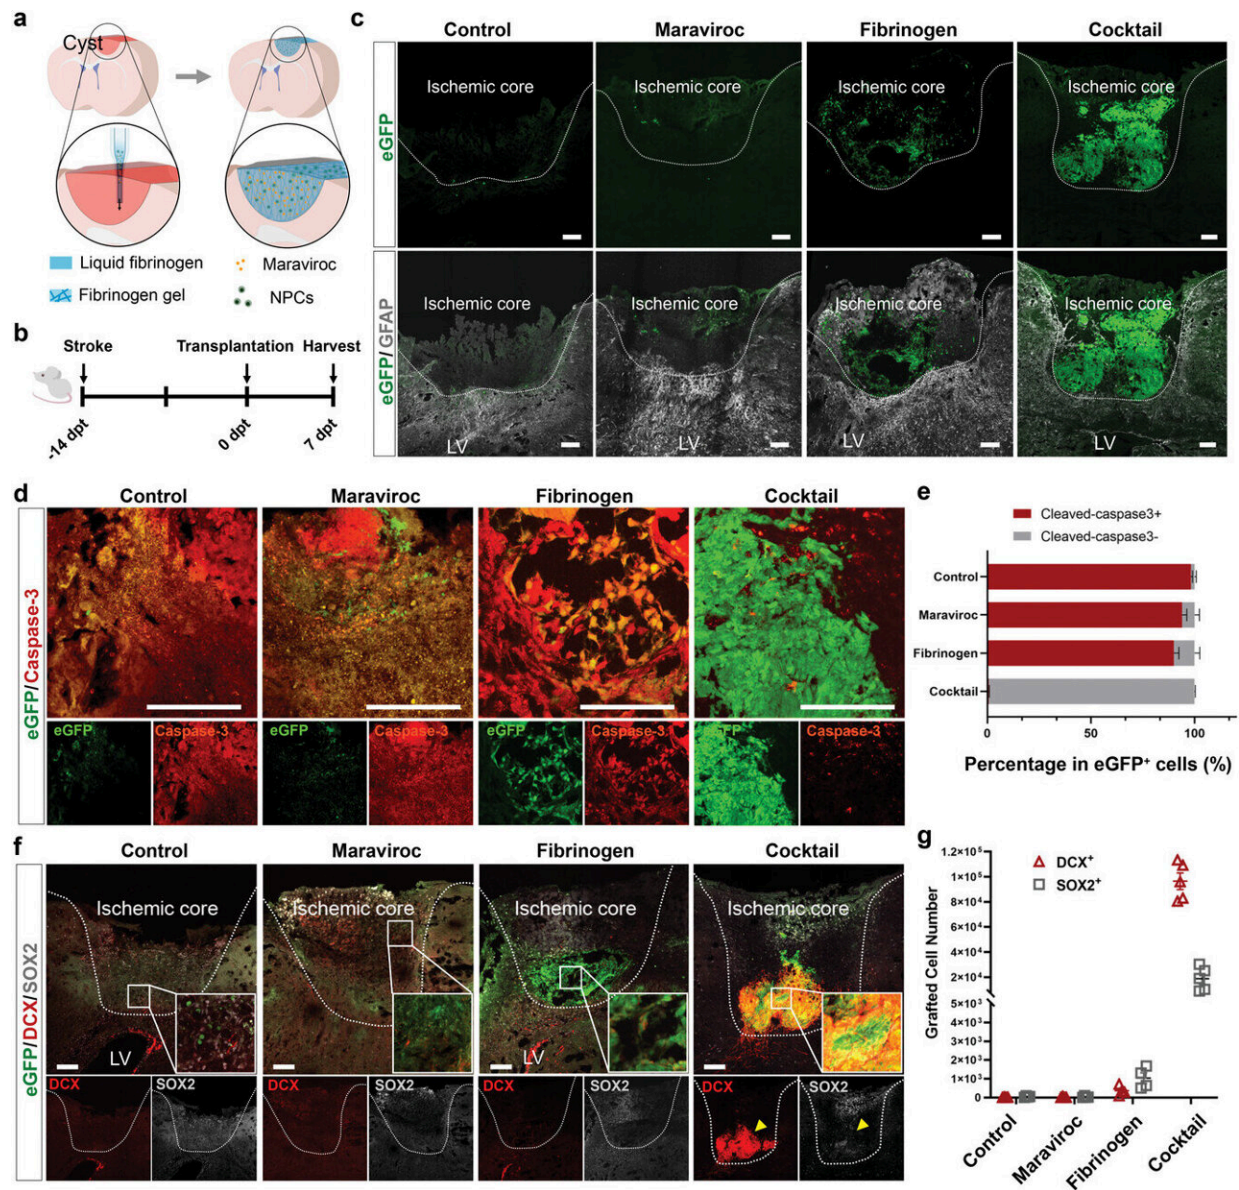 a
Cyst
Liquid fibrinogen
Maraviroc
Fibrinogen gel
NPCs
b
Stroke
Transplantation
Harvest
-14 dpt
0 dpt
7 dpt
c
Control
Maraviroc
Fibrinogen
Cocktail
eGFP
Ischemic core
Ischemic core
Ischemic core
Ischemic core
eGFP/GFAP
Ischemic core
Ischemic core
Ischemic core
Ischemic core
LV
LV
LV
LV
d
Control
Maraviroc
Fibrinogen
Cocktail
eGFP/Caspase-3
eGFP
Caspase-3
eGFP
Caspase-3
eGFP
Caspase-3
eGFP
Caspase-3
e
Cleaved-caspase3+
Cleaved-caspase3-
Control
Maraviroc
Fibrinogen
Cocktail
0
50
100
Percentage in eGFP⁺ cells (%)
f
Control
Maraviroc
Fibrinogen
Cocktail
eGFP/DCX/SOX2
Ischemic core
Ischemic core
Ischemic core
Ischemic core
LV
LV
DCX
SOX2
DCX
SOX2
DCX
SOX2
DCX
SOX2
g
DCX⁺
SOX2⁺
Grafted Cell Number
1.2×10⁵
1×10⁵
8×10⁴
6×10⁴
4×10⁴
2×10⁴
5×10³
4×10³
3×10³
2×10³
1×10³
0
Control
Maraviroc
Fibrinogen
Cocktail